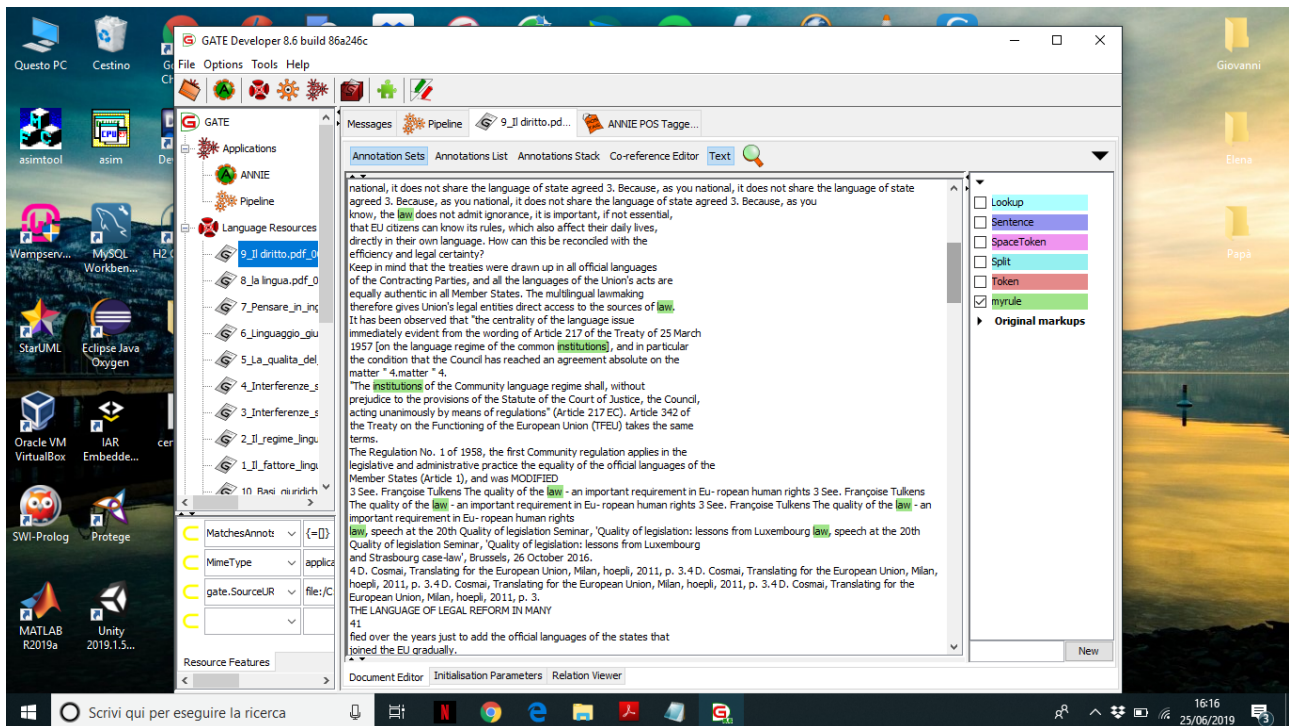 GATE Developer 8.6 build 86a246c
File Options Tools Help
Questo PC
Cestino
asimtool
asim
Wampserv...
MySQL Workben...
H2
StarUML
Eclipse Java Oxygen
Oracle VM VirtualBox
IAR Embedde...
cer
SWI-Prolog
Protege
MATLAB R2019a
Unity 2019.1.5...
Giovanni
Elena
Papà
GATE
Applications
ANNIE
Pipeline
Language Resources
9_Il diritto.pdf_0
8_la lingua.pdf_0
7_Pensare_in_ing
6_Linguaggio_giu
5_La_qualita_del
4_Interferenze_s
3_Interferenze_s
2_Il_regime_lingu
1_Il_fattore_lingu
10_Basi_giuridich
MatchesAnnot: {=[]}
MimeType applica
gate.SourceUR file:/C
Resource Features
Messages Pipeline 9_Il diritto.pd... ANNIE POS Tagge...
Annotation Sets Annotations List Annotations Stack Co-reference Editor Text
national, it does not share the language of state agreed 3. Because, as you national, it does not share the language of state
agreed 3. Because, as you national, it does not share the language of state agreed 3. Because, as you
know, the law does not admit ignorance, it is important, if not essential,
that EU citizens can know its rules, which also affect their daily lives,
directly in their own language. How can this be reconciled with the
efficiency and legal certainty?
Keep in mind that the treaties were drawn up in all official languages
of the Contracting Parties, and all the languages of the Union's acts are
equally authentic in all Member States. The multilingual lawmaking
therefore gives Union's legal entities direct access to the sources of law.
It has been observed that "the centrality of the language issue
immediately evident from the wording of Article 217 of the Treaty of 25 March
1957 [on the language regime of the common institutions], and in particular
the condition that the Council has reached an agreement absolute on the
matter " 4.matter " 4.
"The institutions of the Community language regime shall, without
prejudice to the provisions of the Statute of the Court of Justice, the Council,
acting unanimously by means of regulations" (Article 217 EC). Article 342 of
the Treaty on the Functioning of the European Union (TFEU) takes the same
terms.
The Regulation No. 1 of 1958, the first Community regulation applies in the
legislative and administrative practice the equality of the official languages of the
Member States (Article 1), and was MODIFIED
3 See. Françoise Tulkens The quality of the law - an important requirement in Eu- ropean human rights 3 See. Françoise Tulkens
The quality of the law - an important requirement in Eu- ropean human rights 3 See. Françoise Tulkens The quality of the law - an
important requirement in Eu- ropean human rights
law, speech at the 20th Quality of legislation Seminar, 'Quality of legislation: lessons from Luxembourg law, speech at the 20th
Quality of legislation Seminar, 'Quality of legislation: lessons from Luxembourg
and Strasbourg case-law', Brussels, 26 October 2016.
4 D. Cosmai, Translating for the European Union, Milan, hoepli, 2011, p. 3.4 D. Cosmai, Translating for the European Union, Milan,
hoepli, 2011, p. 3.4 D. Cosmai, Translating for the European Union, Milan, hoepli, 2011, p. 3.4 D. Cosmai, Translating for the
European Union, Milan, hoepli, 2011, p. 3.
THE LANGUAGE OF LEGAL REFORM IN MANY
41
fied over the years just to add the official languages of the states that
joined the EU gradually.
Lookup
Sentence
SpaceToken
Split
Token
myrule
Original markups
New
Document Editor Initialisation Parameters Relation Viewer
Scrivi qui per eseguire la ricerca
16:16
25/06/2019